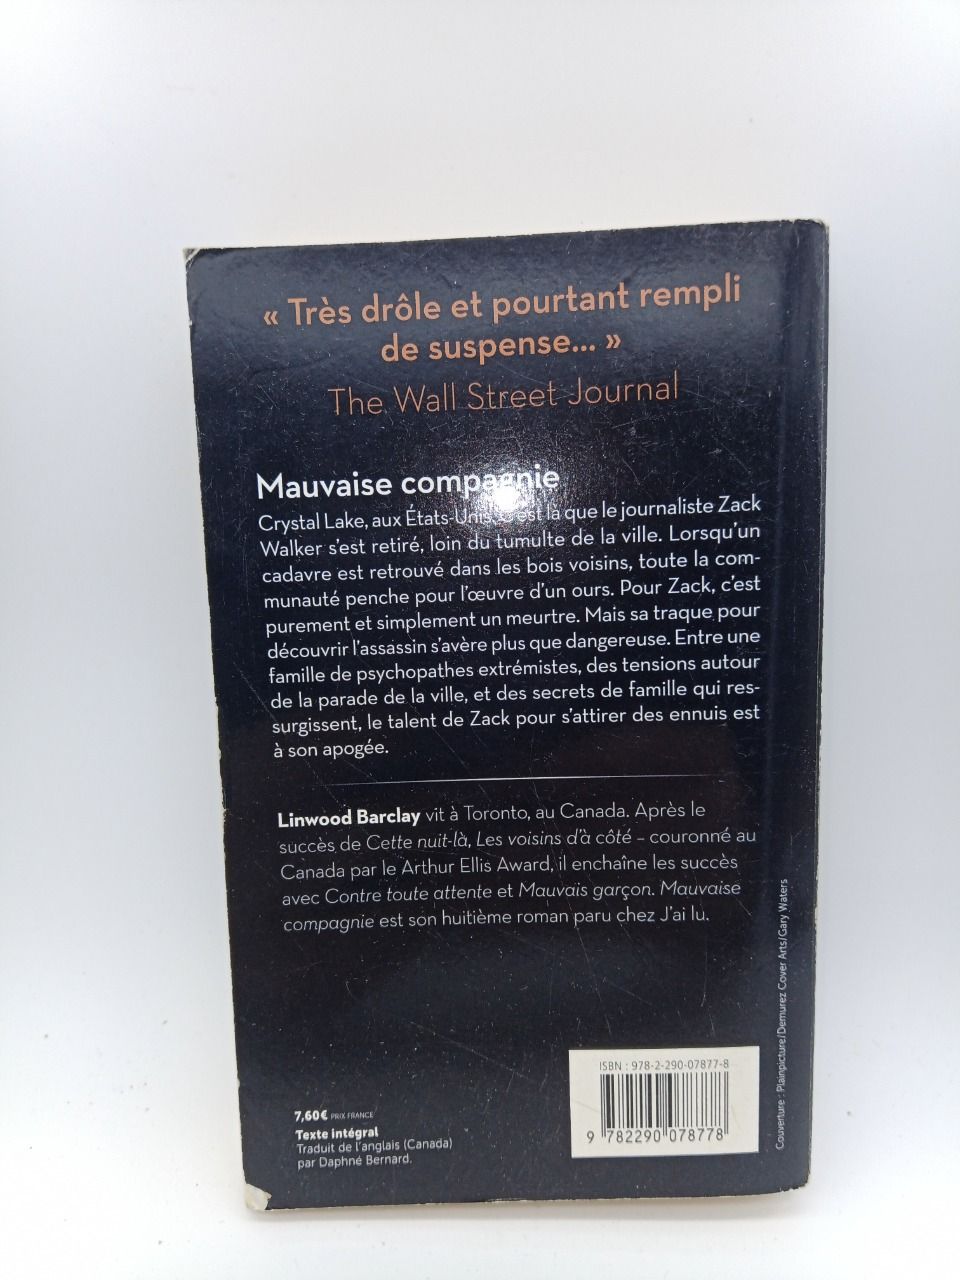 « Très drôle et pourtant rempli
de suspense... »
The Wall Street Journal
Mauvaise compagnie
Crystal Lake, aux États-Unis. C'est là que le journaliste Zack
Walker s'est retiré, loin du tumulte de la ville. Lorsqu'un
cadavre est retrouvé dans les bois voisins, toute la com-
munauté penche pour l'œuvre d'un ours. Pour Zack, c'est
purement et simplement un meurtre. Mais sa traque pour
découvrir l'assassin s'avère plus que dangereuse. Entre une
famille de psychopathes extrémistes, des tensions autour
de la parade de la ville, et des secrets de famille qui res-
surgissent, le talent de Zack pour s'attirer des ennuis est
à son apogée.
Linwood Barclay vit à Toronto, au Canada. Après le
succès de Cette nuit-là, Les voisins d'à côté – couronné au
Canada par le Arthur Ellis Award, il enchaîne les succès
avec Contre toute attente et Mauvais garçon. Mauvaise
compagnie est son huitième roman paru chez J'ai lu.
Couverture : Plainpicture/Demurez Cover Arts/Gary Waters
ISBN : 978-2-290-07877-8
9 782290 078778
7,60€ PRIX FRANCE
Texte intégral
Traduit de l'anglais (Canada)
par Daphné Bernard.